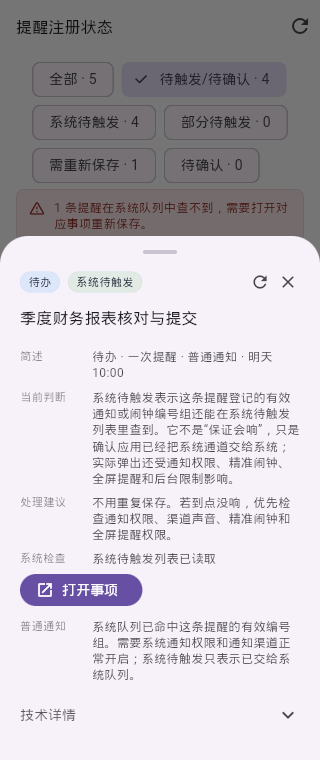 提醒注册状态
全部 · 5
待触发/待确认 · 4
系统待触发 · 4
部分待触发 · 0
需重新保存 · 1
待确认 · 0
1 条提醒在系统队列中查不到，需要打开对
应事项重新保存。
待办
系统待触发
季度财务报表核对与提交
简述
待办 · 一次提醒 · 普通通知 · 明天
10:00
当前判断
待触发表示这条提醒登记的有效
通知或闹钟编号组还能在系统待触发
列表里查到。它不是“保证会响”，只是
确认应用已经把系统通道交给系统；
实际弹出还受通知权限、精准闹钟、
全屏提醒和后台限制影响。
处理建议
不用重复保存。若到点没响，优先检
查通知权限、渠道声音、精准闹钟和
全屏提醒权限。
系统检查
系统待触发列表已读取
打开事项
普通通知
系统队列已命中这条提醒的有效编号
组。需要系统通知权限和通知渠道正
常开启；系统待触发只表示已交给系
统队列。
技术详情